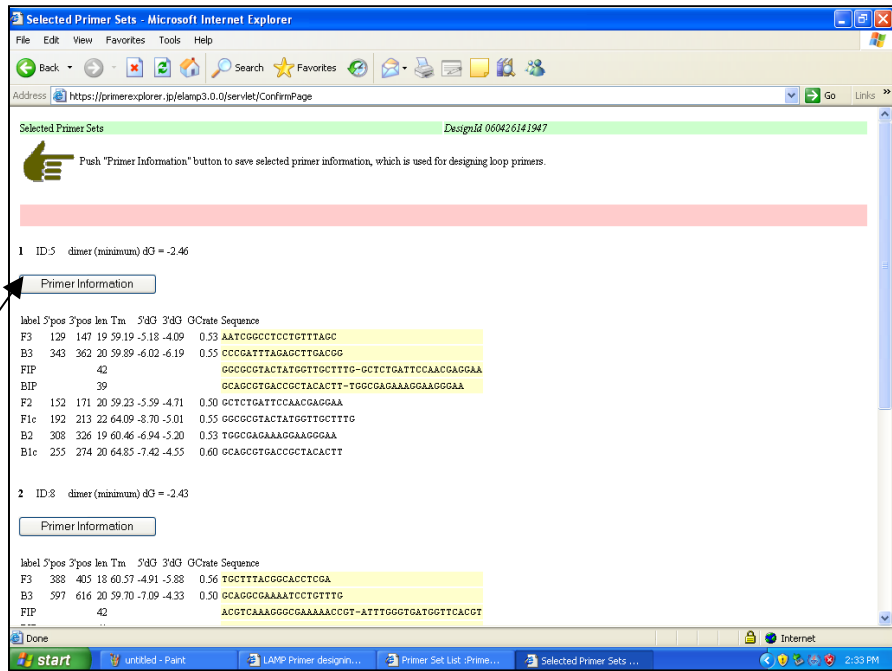 Selected Primer Sets - Microsoft Internet Explorer
File Edit View Favorites Tools Help
Back Search Favorites
Address https://primerexplorer.jp/elamp3.0.0/servlet/ConfirmPage Go Links »
Selected Primer Sets DesignId 060426141947
Push "Primer Information" button to save selected primer information, which is used for designing loop primers.
1 ID:5 dimer (minimum) dG = -2.46
Primer Information
label 5'pos 3'pos len Tm 5'dG 3'dG GCrate Sequence
F3 129 147 19 59.19 -5.18 -4.09 0.53 AATCGGCCTCCTGTTTAGC
B3 343 362 20 59.89 -6.02 -6.19 0.55 CCCGATTTAGAGCTTGACGG
FIP 42 GGCGCGTACTATGGTTGCTTTG-GCTCTGATTCCAACGAGGAA
BIP 39 GCAGCGTGACCGCTACACTT-TGGCGAGAAAGGAAGGGAA
F2 152 171 20 59.23 -5.59 -4.71 0.50 GCTCTGATTCCAACGAGGAA
F1c 192 213 22 64.09 -8.70 -5.01 0.55 GGCGCGTACTATGGTTGCTTTG
B2 308 326 19 60.46 -6.94 -5.20 0.53 TGGCGAGAAAGGAAGGGAA
B1c 255 274 20 64.85 -7.42 -4.55 0.60 GCAGCGTGACCGCTACACTT
2 ID:8 dimer (minimum) dG = -2.43
Primer Information
label 5'pos 3'pos len Tm 5'dG 3'dG GCrate Sequence
F3 388 405 18 60.57 -4.91 -5.88 0.56 TGCTTTACGGCACCTCGA
B3 597 616 20 59.70 -7.09 -4.33 0.50 GCAGGCGAAAATCCTGTTTG
FIP 42 ACGTCAAAGGGCGAAAAACCGT-ATTTGGGTGATGGTTCACGT
Done Internet
start untitled - Paint LAMP Primer designin... Primer Set List :Prime... Selected Primer Sets ... 2:33 PM